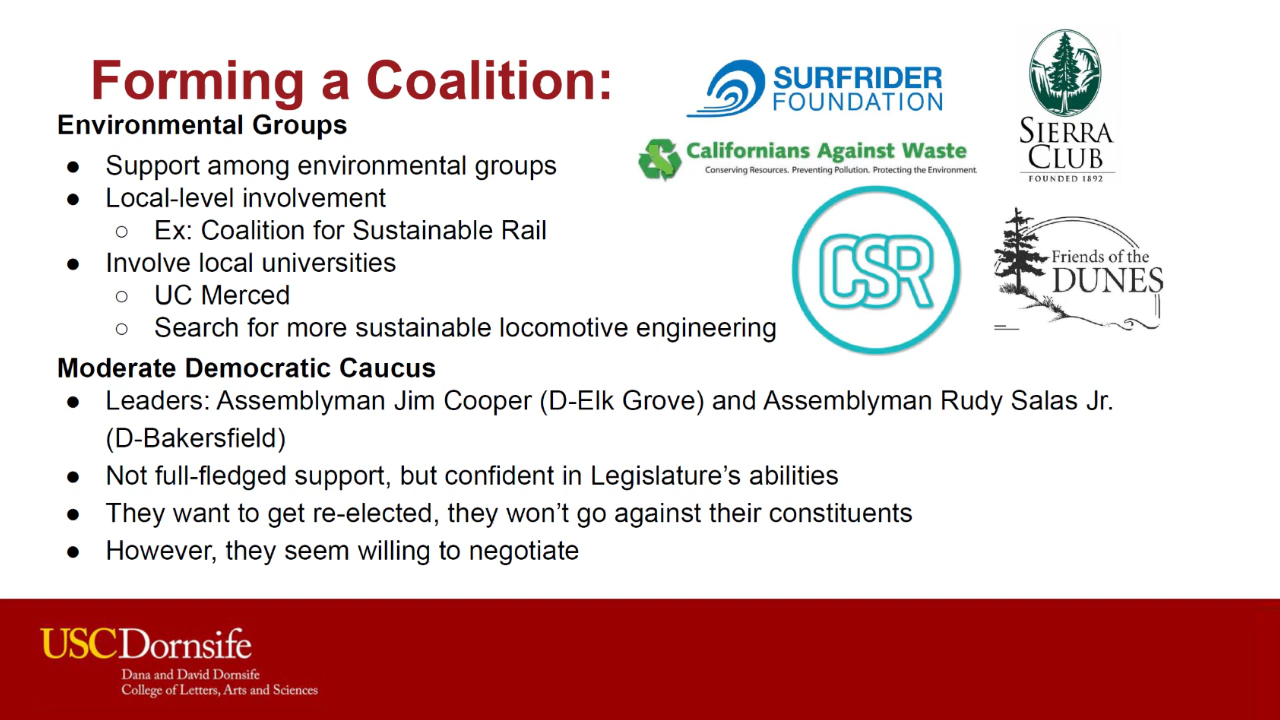 Forming a Coalition:
Environmental Groups
● Support among environmental groups
● Local-level involvement
○ Ex: Coalition for Sustainable Rail
● Involve local universities
○ UC Merced
○ Search for more sustainable locomotive engineering
Moderate Democratic Caucus
● Leaders: Assemblyman Jim Cooper (D-Elk Grove) and Assemblyman Rudy Salas Jr.
(D-Bakersfield)
● Not full-fledged support, but confident in Legislature’s abilities
● They want to get re-elected, they won’t go against their constituents
● However, they seem willing to negotiate
SURFRIDER
FOUNDATION
Californians Against Waste
Conserving Resources. Preventing Pollution. Protecting the Environment.
SIERRA
CLUB
FOUNDED 1892
CSR
Friends of the
DUNES
USC Dornsife
Dana and David Dornsife
College of Letters, Arts and Sciences